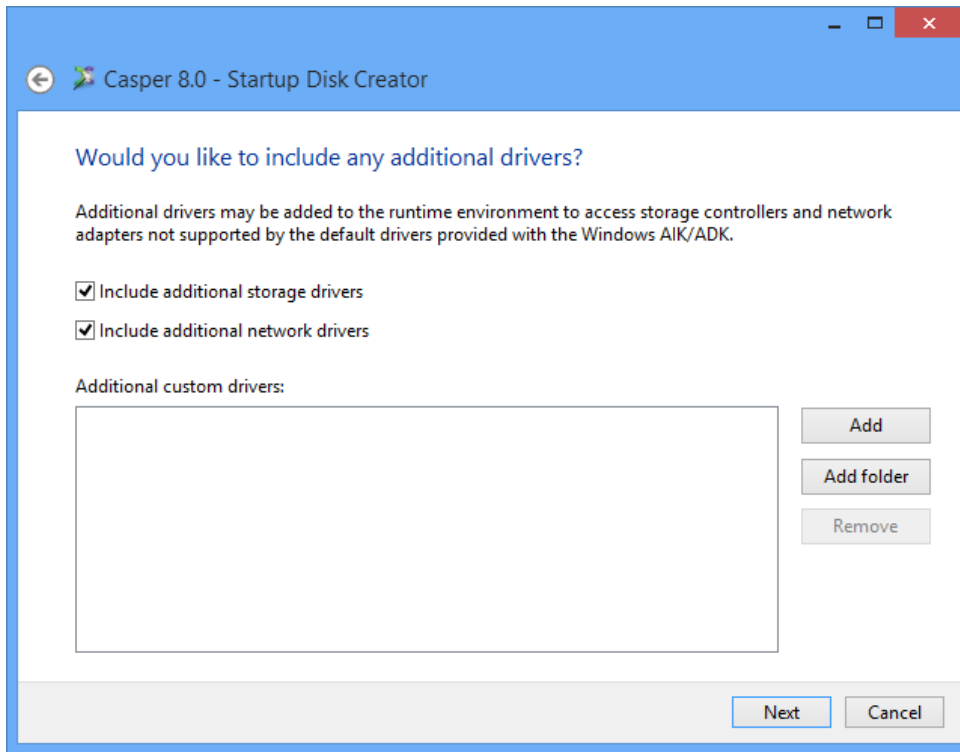 Casper 8.0 - Startup Disk Creator
Would you like to include any additional drivers?
Additional drivers may be added to the runtime environment to access storage controllers and network
adapters not supported by the default drivers provided with the Windows AIK/ADK.
Include additional storage drivers
Include additional network drivers
Additional custom drivers:
Add
Add folder
Remove
Next
Cancel